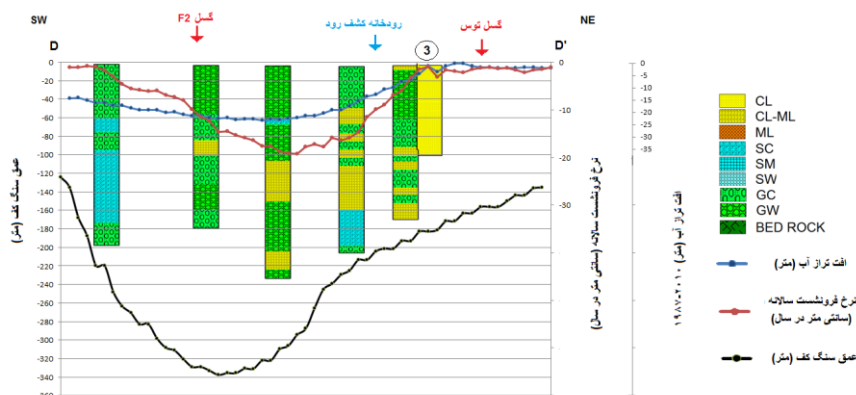 SW
گسل F2
رودخانه کشف رود
گسل توس
NE
D
3
D'
0
-20
-40
-60
-80
-100
-120
-140
-160
-180
-200
-220
-240
-260
-280
-300
-320
-340
-360
عمق سنگ کف (متر)
0
-10
-20
-30
نرخ فرونشست سالانه (سانتی متر در سال)
0
-5
-10
-15
-20
-25
-30
-35
افت تراز آب (متر) ۲۰۱۰-۱۹۸۷
CL
CL-ML
ML
SC
SM
SW
GC
GW
BED ROCK
افت تراز آب (متر)
نرخ فرونشست سالانه
(سانتی متر در سال)
عمق سنگ کف (متر)